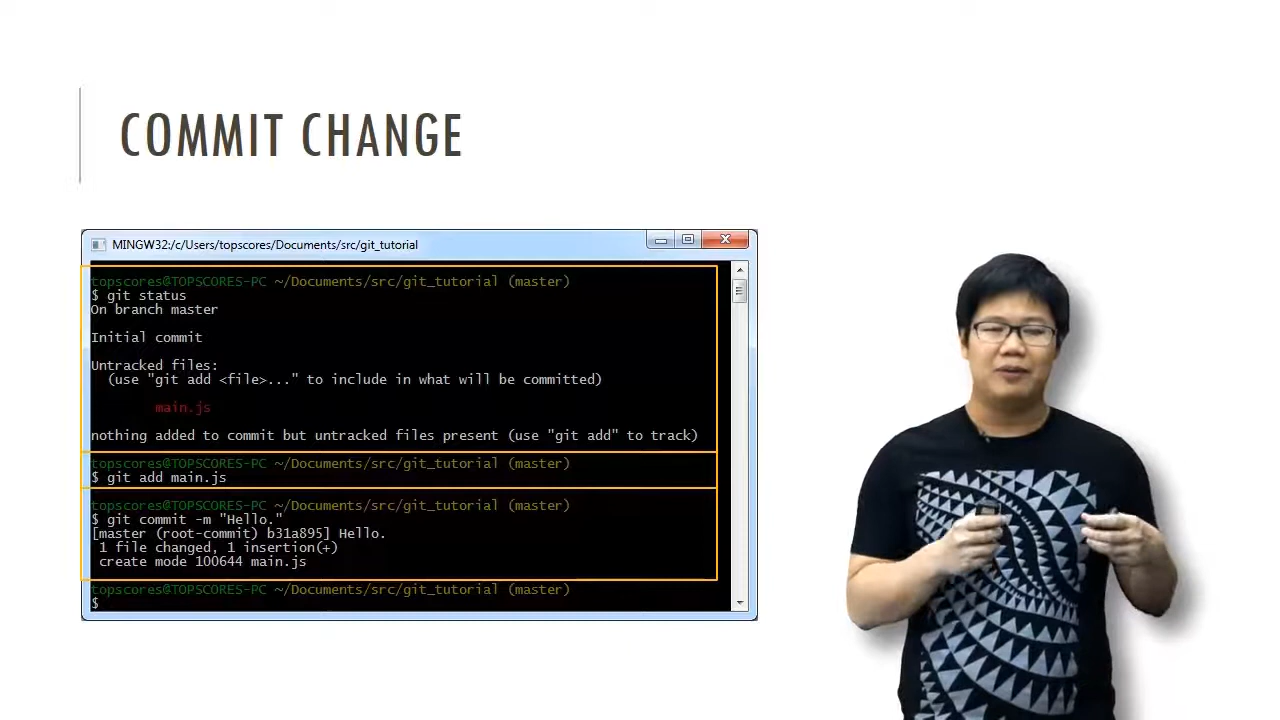 COMMIT CHANGE
MINGW32:/c/Users/topscores/Documents/src/git_tutorial
topscores@TOPSCORES-PC ~/Documents/src/git_tutorial (master)
$ git status
On branch master
Initial commit
Untracked files:
(use "git add <file>..." to include in what will be committed)
main.js
nothing added to commit but untracked files present (use "git add" to track)
topscores@TOPSCORES-PC ~/Documents/src/git_tutorial (master)
$ git add main.js
topscores@TOPSCORES-PC ~/Documents/src/git_tutorial (master)
$ git commit -m "Hello."
[master (root-commit) b31a895] Hello.
1 file changed, 1 insertion(+)
create mode 100644 main.js
topscores@TOPSCORES-PC ~/Documents/src/git_tutorial (master)
$